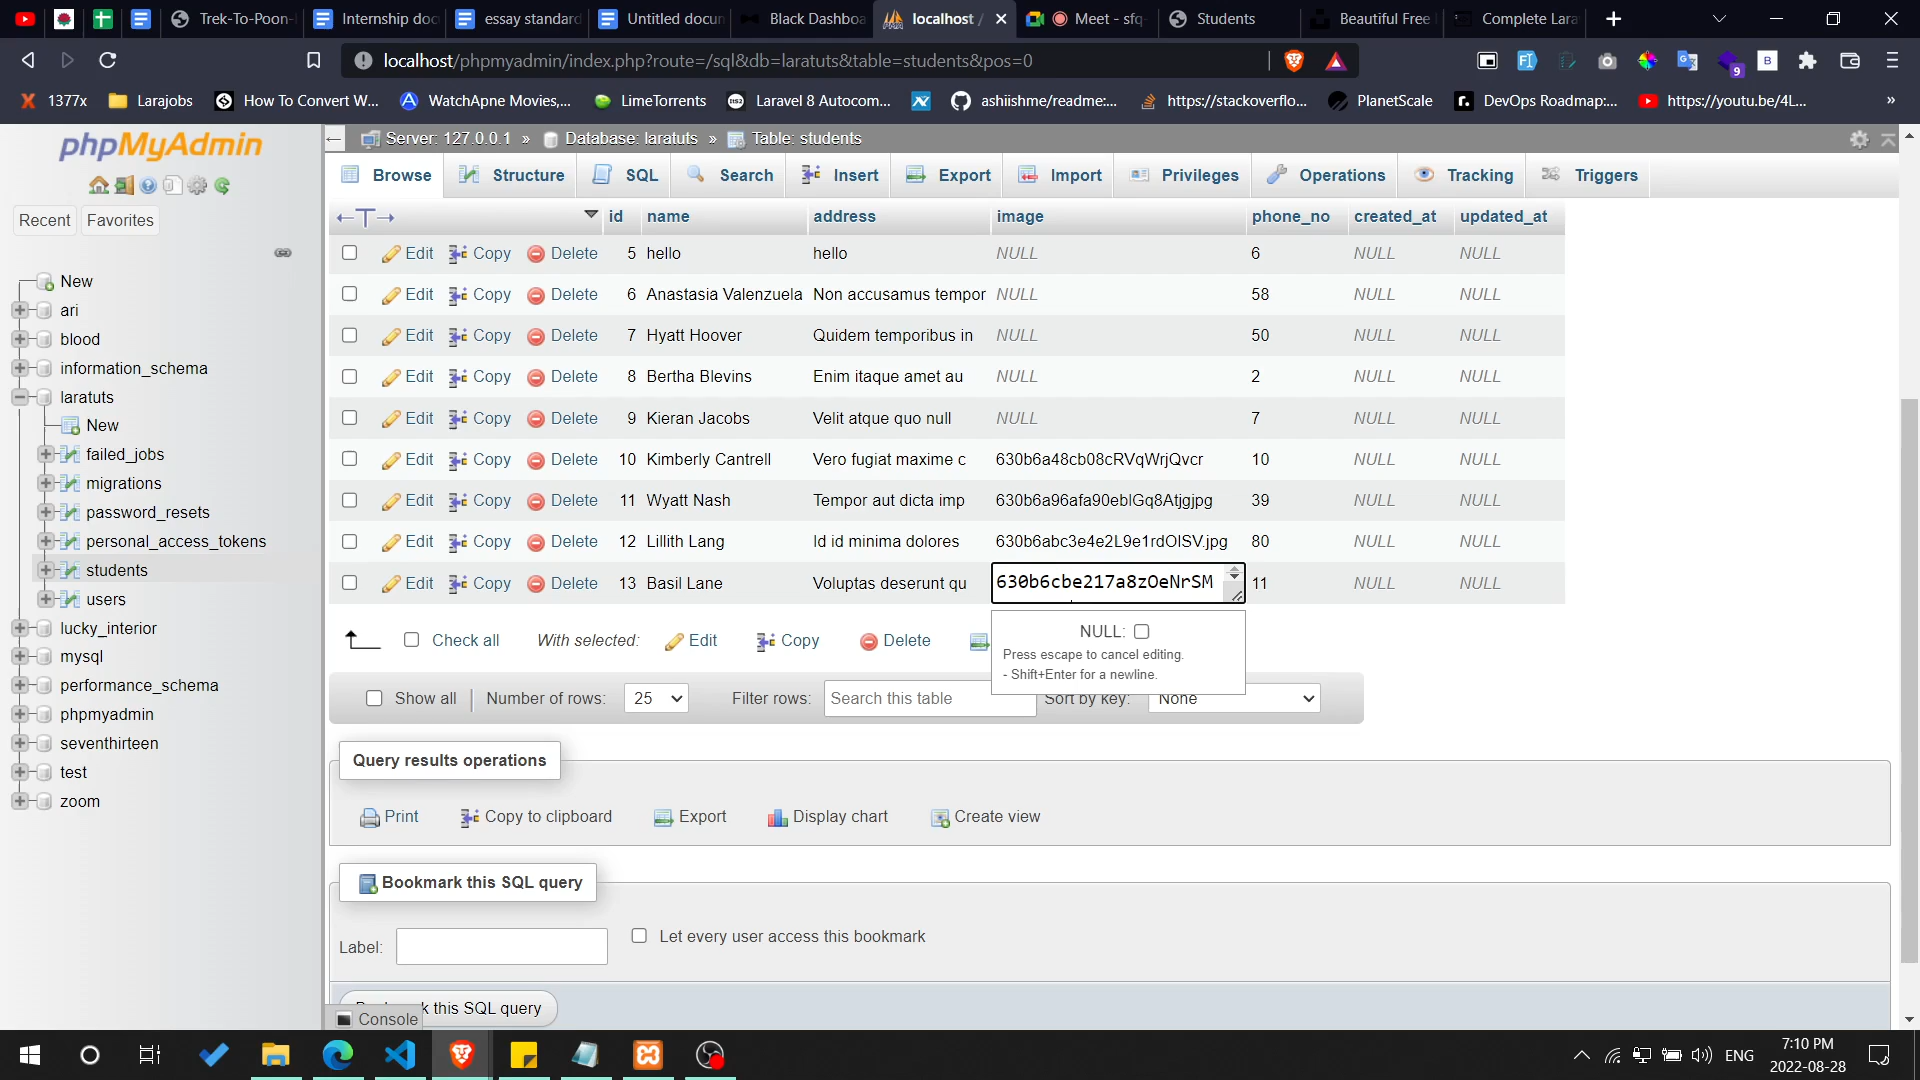 Trek-To-Poon-
Internship doc
essay standard
Untitled docun
Black Dashboa
localhost /
Meet - sfq-
Students
Beautiful Free
Complete Lara
localhost/phpmyadmin/index.php?route=/sql&db=laratuts&table=students&pos=0
9
1377x
Larajobs
How To Convert W...
WatchApne Movies,...
LimeTorrents
Laravel 8 Autocom...
ashiishme/readme:...
https://stackoverflo...
PlanetScale
DevOps Roadmap:...
https://youtu.be/4L...
»
phpMyAdmin
Recent
Favorites
New
ari
blood
information_schema
laratuts
New
failed_jobs
migrations
password_resets
personal_access_tokens
students
users
lucky_interior
mysql
performance_schema
phpmyadmin
seventhirteen
test
zoom
Server: 127.0.0.1 » Database: laratuts » Table: students
Browse Structure SQL Search Insert Export Import Privileges Operations Tracking Triggers
id name address image phone_no created_at updated_at
Edit Copy Delete 5 hello hello NULL 6 NULL NULL
Edit Copy Delete 6 Anastasia Valenzuela Non accusamus tempor NULL 58 NULL NULL
Edit Copy Delete 7 Hyatt Hoover Quidem temporibus in NULL 50 NULL NULL
Edit Copy Delete 8 Bertha Blevins Enim itaque amet au NULL 2 NULL NULL
Edit Copy Delete 9 Kieran Jacobs Velit atque quo null NULL 7 NULL NULL
Edit Copy Delete 10 Kimberly Cantrell Vero fugiat maxime c 630b6a48cb08cRVqWrjQvcr 10 NULL NULL
Edit Copy Delete 11 Wyatt Nash Tempor aut dicta imp 630b6a96afa90eblGq8Atjgjpg 39 NULL NULL
Edit Copy Delete 12 Lillith Lang Id id minima dolores 630b6abc3e4e2L9e1rdOISV.jpg 80 NULL NULL
Edit Copy Delete 13 Basil Lane Voluptas deserunt qu 630b6cbe217a8zOeNrSM 11 NULL NULL
NULL:
Press escape to cancel editing.
- Shift+Enter for a newline.
Check all With selected: Edit Copy Delete
Show all Number of rows: 25 Filter rows: Search this table Sort by key: None
Query results operations
Print Copy to clipboard Export Display chart Create view
Bookmark this SQL query
Label: Let every user access this bookmark
k this SQL query
Console
ENG
7:10 PM
2022-08-28